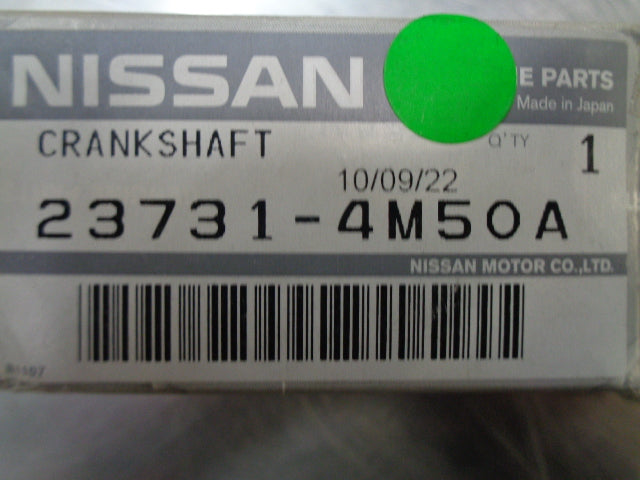 NISSAN
E PARTS
Made in Japan
CRANKSHAFT
Q'TY 1
10/09/22
23731-4M50A
NISSAN MOTOR CO.,LTD.